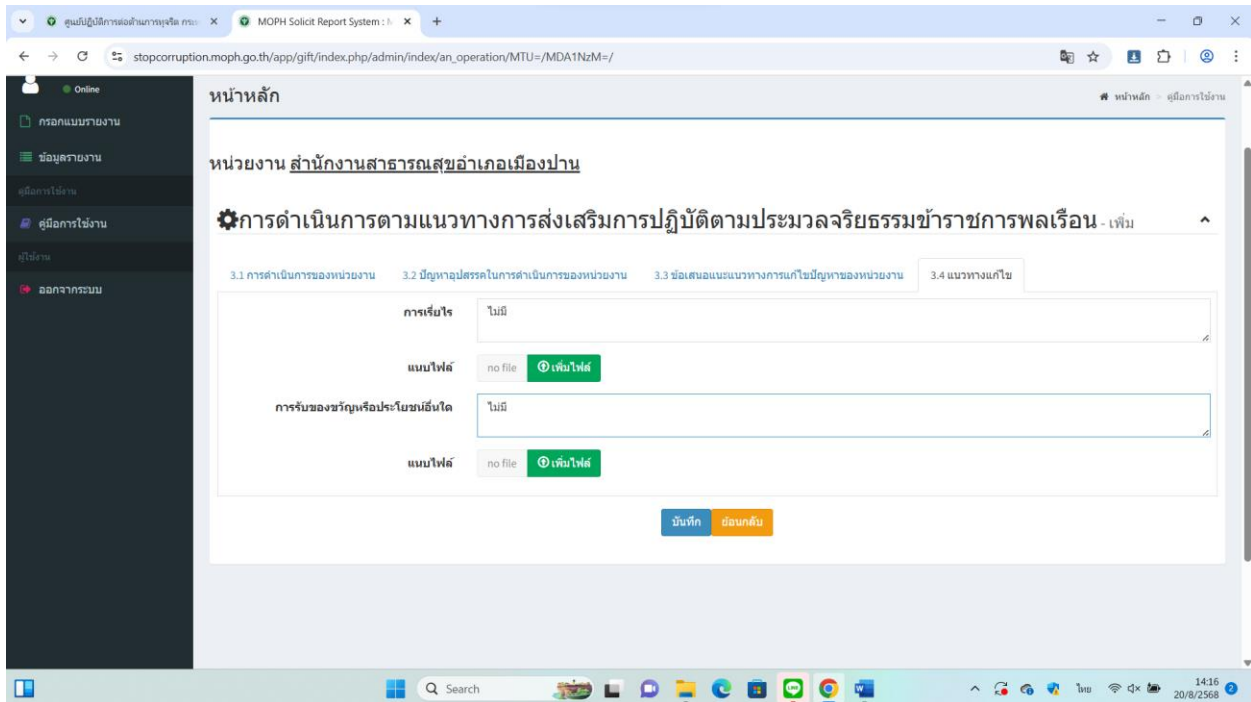 ศูนย์ปฏิบัติการต่อต้านการทุจริต กระ
MOPH Solicit Report System :
stopcorruption.moph.go.th/app/gift/index.php/admin/index/an_operation/MTU=/MDA1NzM=/
Online
หน้าหลัก
หน้าหลัก > คู่มือการใช้งาน
กรอกแบบรายงาน
ข้อมูลรายงาน
คู่มือการใช้งาน
คู่มือการใช้งาน
ผู้ใช้งาน
ออกจากระบบ
หน่วยงาน สำนักงานสาธารณสุขอำเภอเมืองปาน
การดำเนินการตามแนวทางการส่งเสริมการปฏิบัติตามประมวลจริยธรรมข้าราชการพลเรือน - เพิ่ม
3.1 การดำเนินการของหน่วยงาน 3.2 ปัญหาอุปสรรคในการดำเนินการของหน่วยงาน 3.3 ข้อเสนอแนะแนวทางการแก้ไขปัญหาของหน่วยงาน 3.4 แนวทางแก้ไข
การเรี่ยไร ไม่มี
แนบไฟล์ no file เพิ่มไฟล์
การรับของขวัญหรือประโยชน์อื่นใด ไม่มี
แนบไฟล์ no file เพิ่มไฟล์
บันทึก ย้อนกลับ
Search
ไทย
14:16
20/8/2568
2